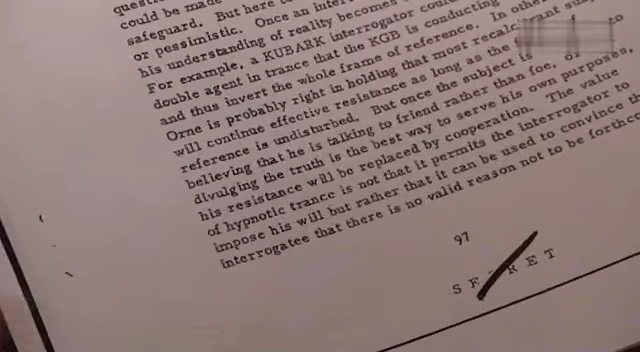 could be made
safeguard. But here
or pessimistic. Once an
his understanding of reality becomes
For example, a KUBARK interrogator
double agent in trance that the KGB is conducting
and thus invert the whole frame of reference. In
Orne is probably right in holding that most
will continue effective resistance as long as the
reference is undisturbed. But once the subject is
believing that he is talking to friend rather than foe,
divulging the truth is the best way to serve his own purposes,
his resistance will be replaced by cooperation. The value
of hypnotic trance is not that it permits the interrogator to
impose his will but rather that it can be used to convince
interrogatee that there is no valid reason not to be
97